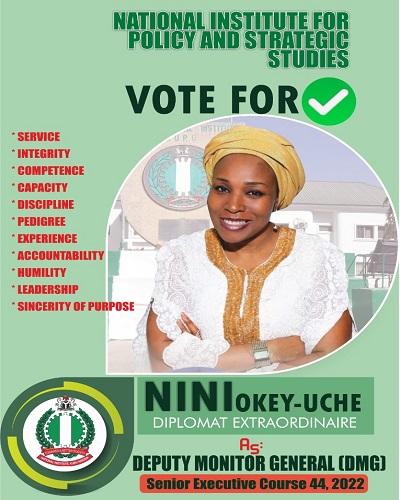 NATIONAL INSTITUTE FOR
POLICY AND STRATEGIC
STUDIES
VOTE FOR
* SERVICE
* INTEGRITY
* COMPETENCE
* CAPACITY
* DISCIPLINE
* PEDIGREE
* EXPERIENCE
* ACCOUNTABILITY
* HUMILITY
* LEADERSHIP
* SINCERITY OF PURPOSE
NINI OKEY-UCHE
DIPLOMAT EXTRAORDINAIRE
As:
DEPUTY MONITOR GENERAL (DMG)
Senior Executive Course 44, 2022